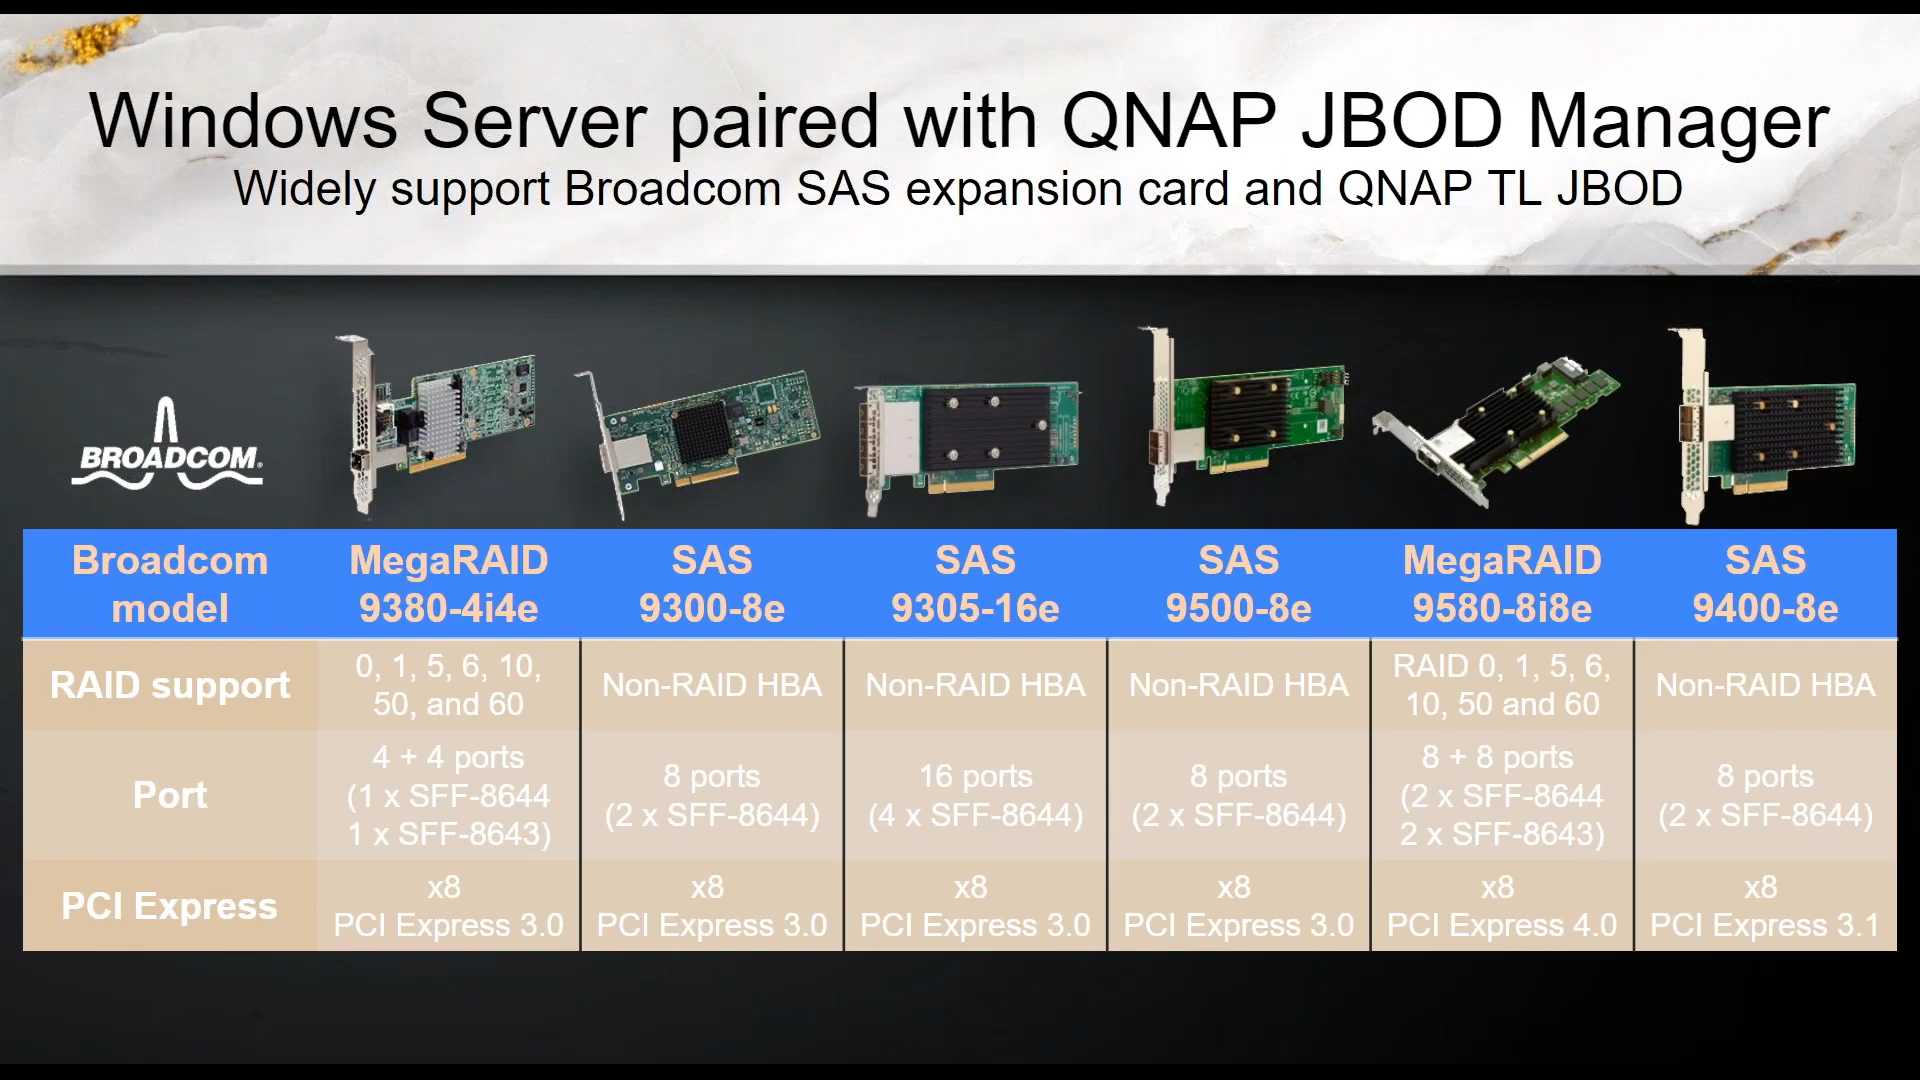 Windows Server paired with QNAP JBOD Manager
Widely support Broadcom SAS expansion card and QNAP TL JBOD
BROADCOM®
Broadcom model
MegaRAID 9380-4i4e
SAS 9300-8e
SAS 9305-16e
SAS 9500-8e
MegaRAID 9580-8i8e
SAS 9400-8e
RAID support
0, 1, 5, 6, 10,
50, and 60
Non-RAID HBA
Non-RAID HBA
Non-RAID HBA
RAID 0, 1, 5, 6,
10, 50 and 60
Non-RAID HBA
Port
4 + 4 ports
(1 x SFF-8644
1 x SFF-8643)
8 ports
(2 x SFF-8644)
16 ports
(4 x SFF-8644)
8 ports
(2 x SFF-8644)
8 + 8 ports
(2 x SFF-8644
2 x SFF-8643)
8 ports
(2 x SFF-8644)
PCI Express
x8
PCI Express 3.0
x8
PCI Express 3.0
x8
PCI Express 3.0
x8
PCI Express 3.0
x8
PCI Express 4.0
x8
PCI Express 3.1